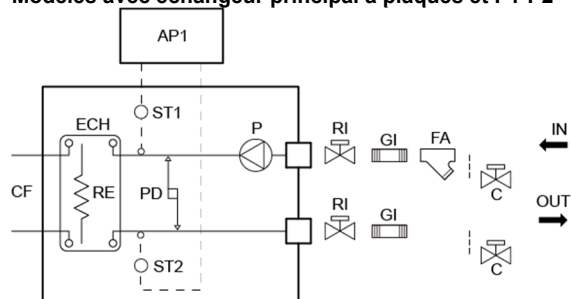 Modèles avec échangeur principal à plaques et P1-P2
AP1
ST1
ECH
P
RI
GI
FA
IN
CF
RE
PD
C
RI
GI
OUT
ST2
C